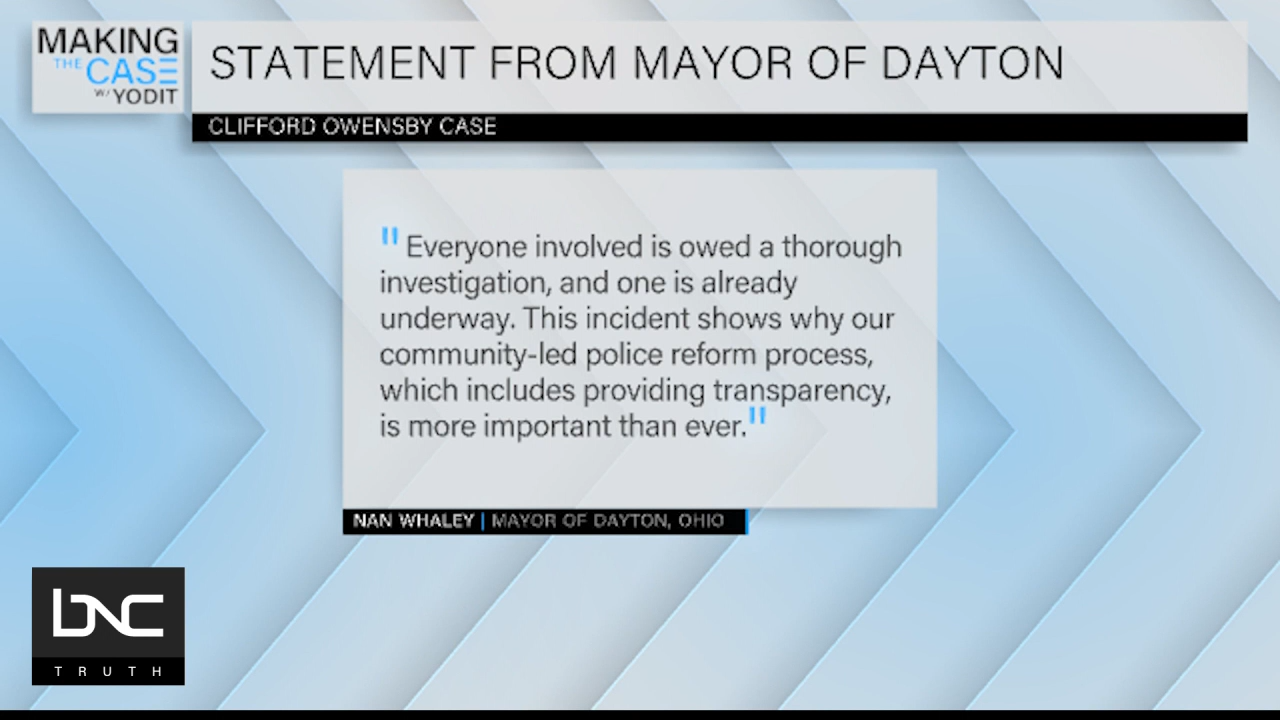 MAKING
THE CASE
W/ YODIT
STATEMENT FROM MAYOR OF DAYTON
CLIFFORD OWENSBY CASE
" Everyone involved is owed a thorough
investigation, and one is already
underway. This incident shows why our
community-led police reform process,
which includes providing transparency,
is more important than ever."
NAN WHALEY | MAYOR OF DAYTON, OHIO
bNC
TRUTH